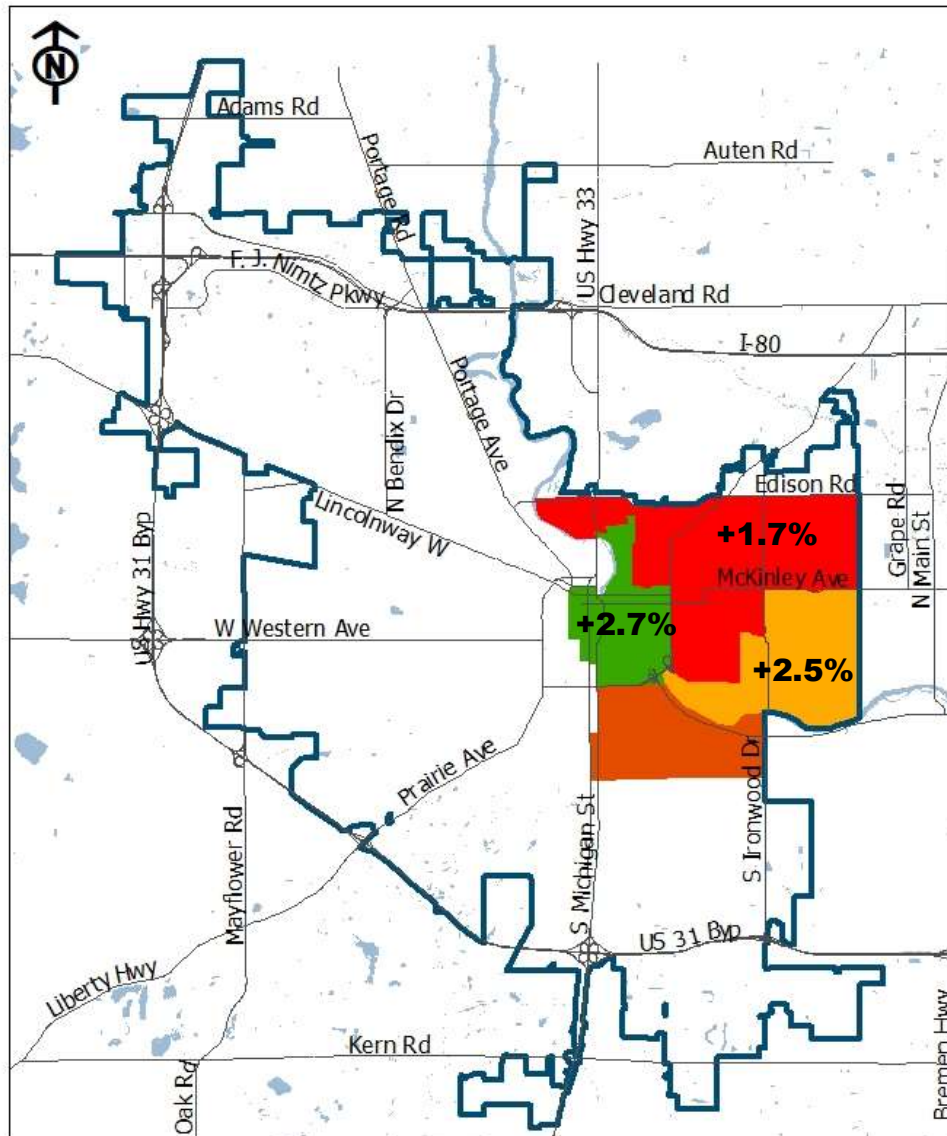 N
Adams Rd
Auten Rd
Portage Rd
US Hwy 33
F. J. Nimtz Pkwy
Cleveland Rd
I-80
Portage Ave
N Bendix Dr
Edison Rd
Lincolnway W
Grape Rd
N Main St
+1.7%
McKinley Ave
US Hwy 31 Byp
W Western Ave
+2.7%
+2.5%
Prairie Ave
S Ironwood Dr
S Michigan St
Mayflower Rd
US 31 Byp
Liberty Hwy
Kern Rd
Oak Rd
Bremen Hwy